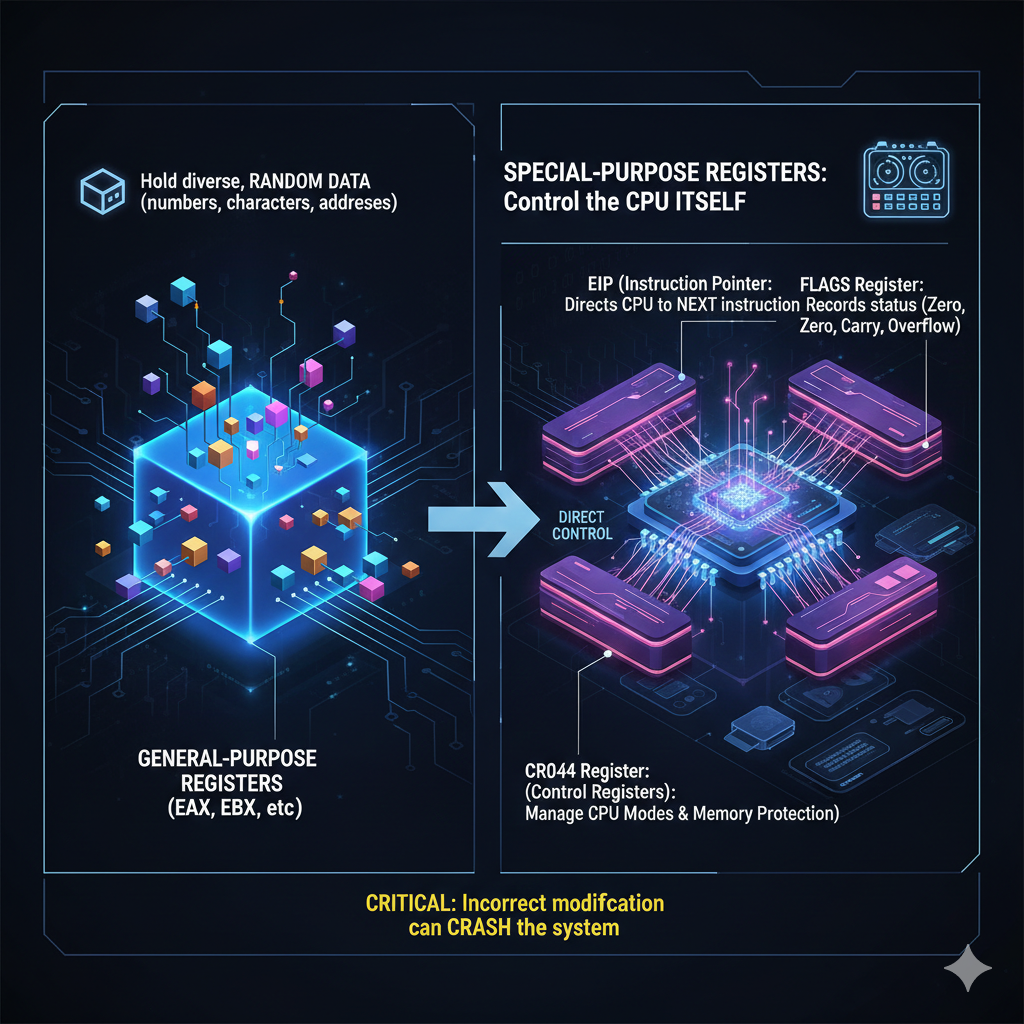 Hold diverse, RANDOM DATA
(numbers, characters, addreses)
GENERAL-PURPOSE
REGISTERS
(EAX, EBX, etc)
SPECIAL-PURPOSE REGISTERS:
Control the CPU ITSELF
EIP (Instruction Pointer:
Directs CPU to NEXT instruction
FLAGS Register:
Records status (Zero,
Zero, Carry, Overflow)
DIRECT
CONTROL
CR044 Register:
(Control Registers):
Manage CPU Modes & Memory Protection)
CRITICAL: Incorrect modifcation
can CRASH the system